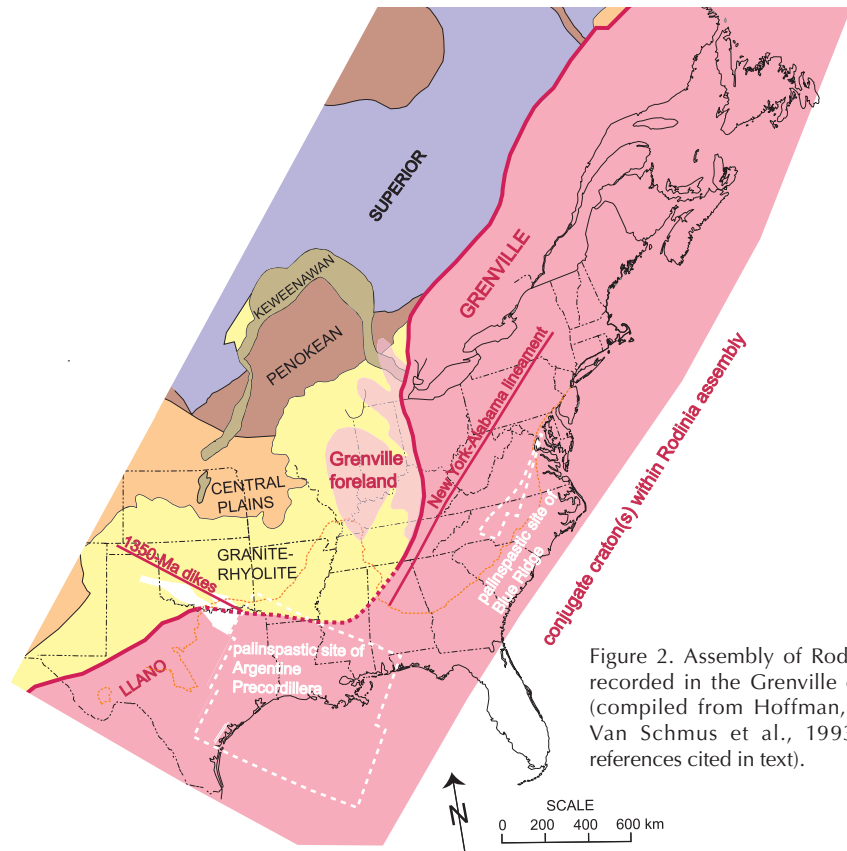 SUPERIOR
KEWEENAWAN
PENOKEAN
GRENVILLE
New York-Alabama lineament
Grenville
foreland
CENTRAL
PLAINS
GRANITE-
RHYOLITE
1350-Ma dikes
palinspastic site of
Blue Ridge
conjugate craton(s) within Rodinia assembly
LLANO
palinspastic site of
Argentine
Precordillera
Figure 2. Assembly of Rod
recorded in the Grenville
(compiled from Hoffman,
Van Schmus et al., 1993
references cited in text).
N
SCALE
0 200 400 600 km